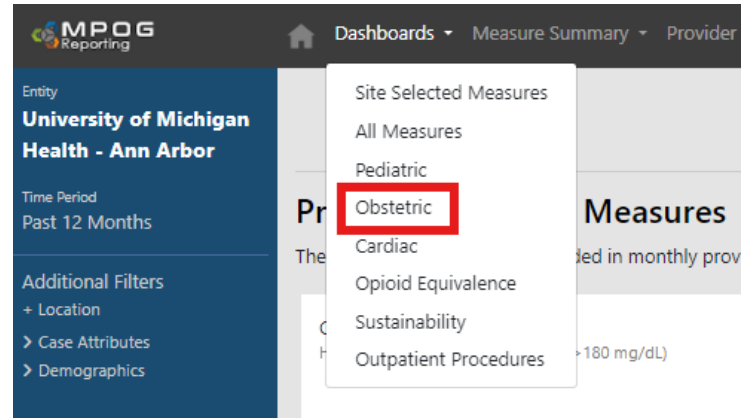 MPOG
Reporting
Dashboards
Measure Summary
Provider
Entity
University of Michigan
Health - Ann Arbor
Time Period
Past 12 Months
Additional Filters
+ Location
> Case Attributes
> Demographics
Site Selected Measures
All Measures
Pediatric
Obstetric
Cardiac
Opioid Equivalence
Sustainability
Outpatient Procedures
Pr Measures
The ded in monthly prov
>180 mg/dL)